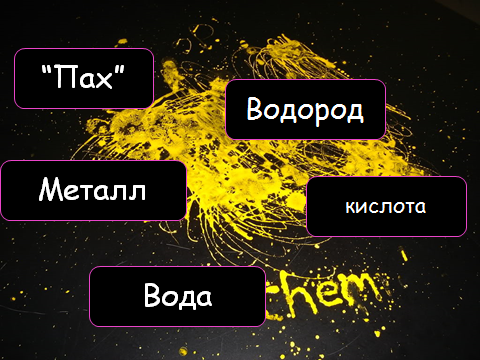 “Пах”
Водород
Металл
кислота
Вода
chem